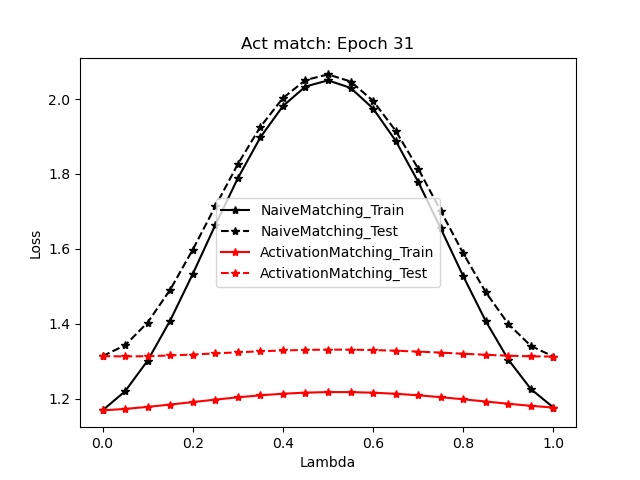 Act match: Epoch 31
Loss
2.0
1.8
1.6
1.4
1.2
NaiveMatching_Train
NaiveMatching_Test
ActivationMatching_Train
ActivationMatching_Test
0.0 0.2 0.4 0.6 0.8 1.0
Lambda